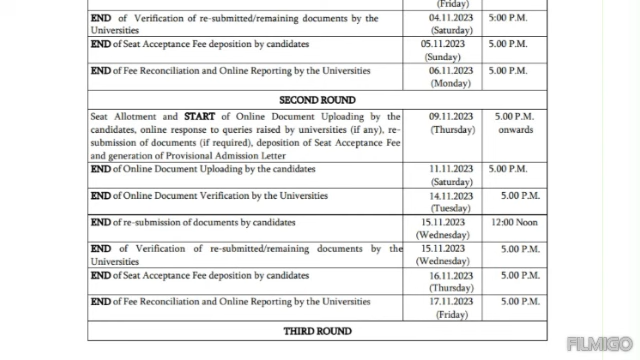 (Friday)
END of Verification of re-submitted/remaining documents by the Universities 04.11.2023 (Saturday) 5:00 P.M.
END of Seat Acceptance Fee deposition by candidates 05.11.2023 (Sunday) 5.00 P.M.
END of Fee Reconciliation and Online Reporting by the Universities 06.11.2023 (Monday) 5.00 P.M.
SECOND ROUND
Seat Allotment and START of Online Document Uploading by the candidates, online response to queries raised by universities (if any), re-submission of documents (if required), deposition of Seat Acceptance Fee and generation of Provisional Admission Letter 09.11.2023 (Thursday) 5.00 P.M. onwards
END of Online Document Uploading by the candidates 11.11.2023 (Saturday) 5.00 P.M.
END of Online Document Verification by the Universities 14.11.2023 (Tuesday) 5.00 P.M.
END of re-submission of documents by candidates 15.11.2023 (Wednesday) 12:00 Noon
END of Verification of re-submitted/remaining documents by the Universities 15.11.2023 (Wednesday) 5.00 P.M.
END of Seat Acceptance Fee deposition by candidates 16.11.2023 (Thursday) 5.00 P.M.
END of Fee Reconciliation and Online Reporting by the Universities 17.11.2023 (Friday) 5.00 P.M.
THIRD ROUND
FILMIGO